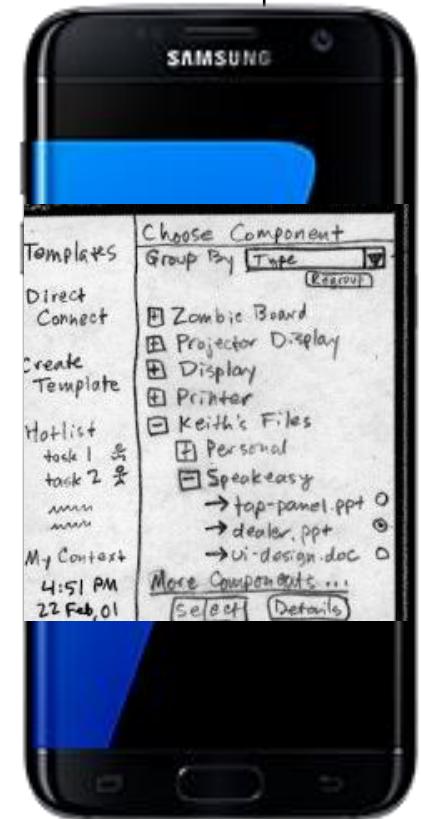 SAMSUNG
Templates
Direct
Connect
Create
Template
Hotlist
task 1
task 2
My Context
4:51 PM
22 Feb, 01
Choose Component
Group By Type
Regroup
Zombie Board
Projector Display
Display
Printer
Keith's Files
Personal
Speakeasy
→ top-panel.ppt
→ dealer.ppt
→ ui-design.doc
More Components...
Select Details